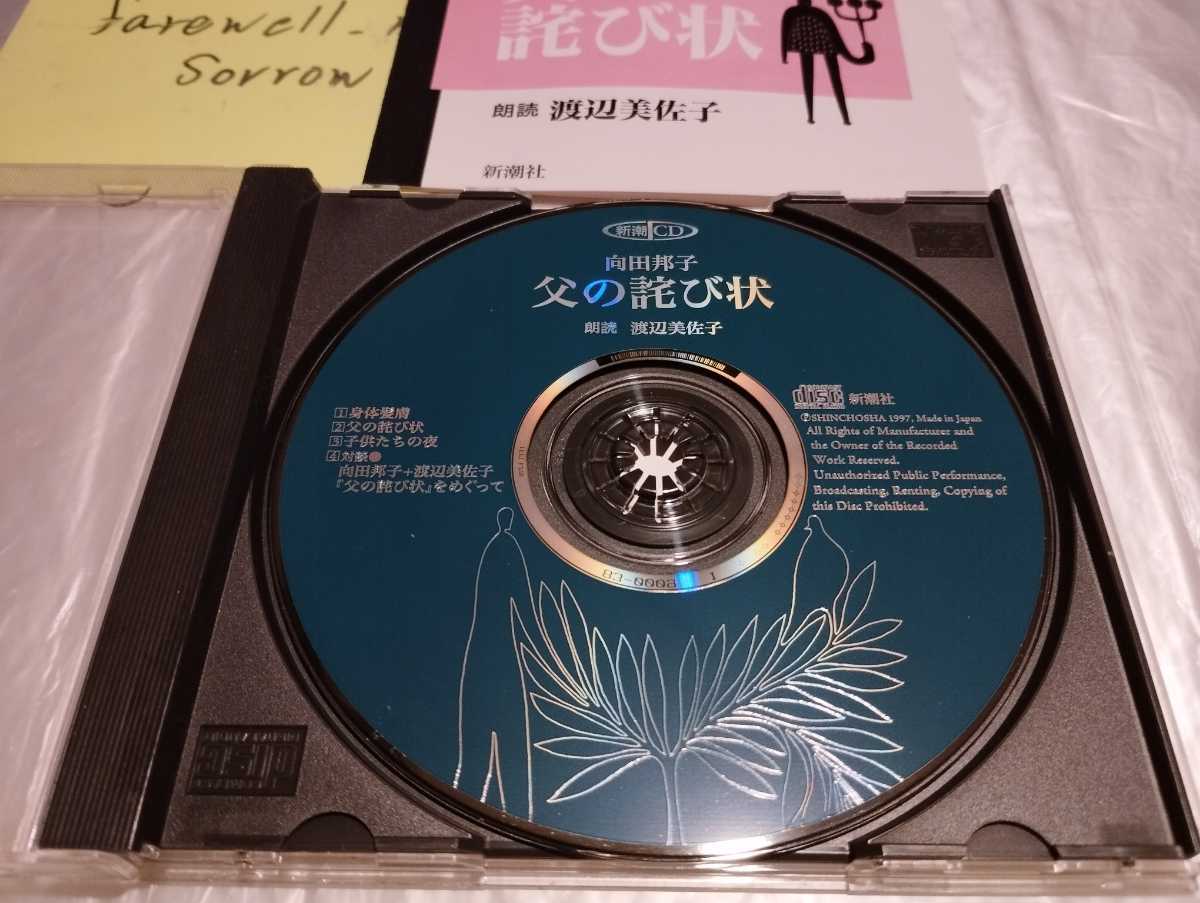 farewell
Sorrow
詫び状
朗読 渡辺美佐子
新潮社
新潮CD
向田邦子
父の詫び状
朗読 渡辺美佐子
1身体髪膚
2父の詫び状
3子供たちの夜
4対談
向田邦子+渡辺美佐子
『父の詫び状』をめぐって
disc 新潮社
ⓅSHINCHOSHA 1997, Made in Japan
All Rights of Manufacturer and
the Owner of the Recorded
Work Reserved.
Unauthorized Public Performance,
Broadcasting, Renting, Copying of
this Disc Prohibited.